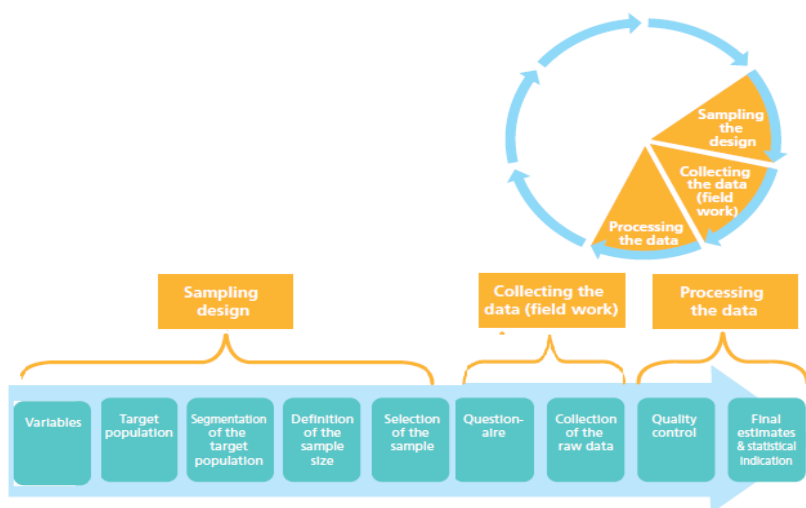 Sampling
the
design
Collecting
the data
(field
work)
Processing
the data
Sampling
design
Collecting the
data (field work)
Processing
the data
Variables
Target
population
Segmentation
of the
target
population
Definition
of the
sample
size
Selection
of the
sample
Question-
aire
Collection
of the
raw data
Quality
control
Final
estimates
& statistical
indication